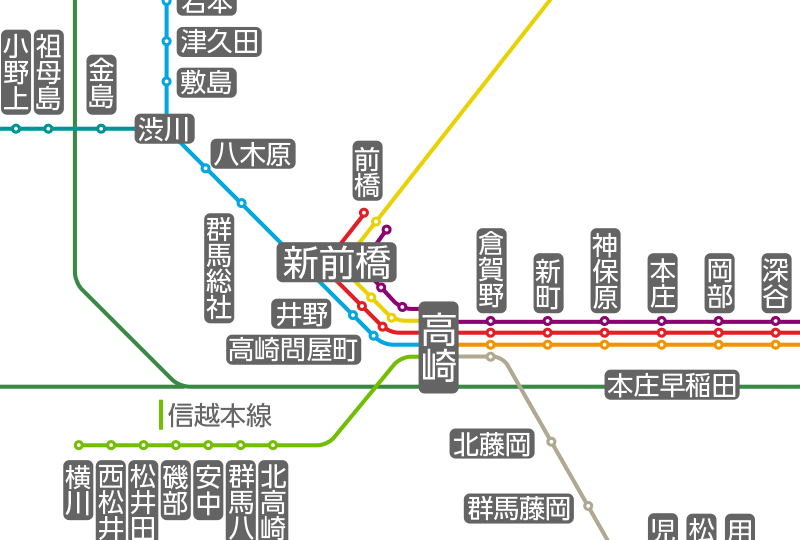 岩本
津久田
敷島
小野上
祖母島
金島
渋川
八木原
前橋
群馬総社
新前橋
倉賀野
新町
神保原
本庄
岡部
深谷
井野
高崎問屋町
高崎
本庄早稲田
信越本線
北藤岡
群馬藤岡
横川
西松井
松井田
磯部
安中
群馬八
北高崎
児
松
用